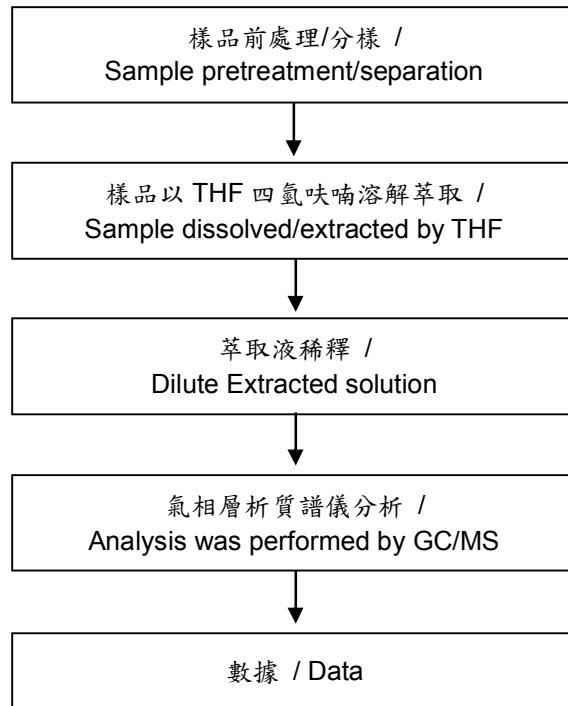 樣品前處理/分樣 /
Sample pretreatment/separation
樣品以 THF 四氫呋喃溶解萃取 /
Sample dissolved/extracted by THF
萃取液稀釋 /
Dilute Extracted solution
氣相層析質譜儀分析 /
Analysis was performed by GC/MS
數據 / Data